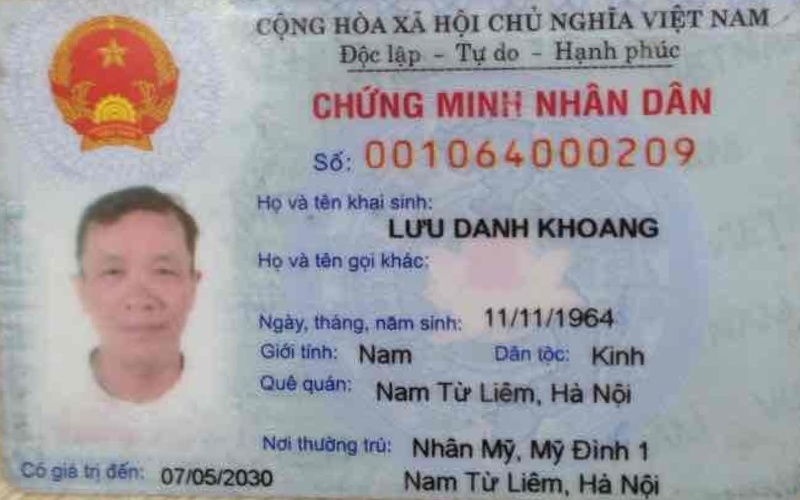 CỘNG HÒA XÃ HỘI CHỦ NGHĨA VIỆT NAM
Độc lập - Tự do - Hạnh phúc
CHỨNG MINH NHÂN DÂN
Số: 001064000209
Họ và tên khai sinh:
LƯU DANH KHOANG
Họ và tên gọi khác:
Ngày, tháng, năm sinh: 11/11/1964
Giới tính: Nam Dân tộc: Kinh
Quê quán: Nam Từ Liêm, Hà Nội
Nơi thường trú: Nhân Mỹ, Mỹ Đình 1
Nam Từ Liêm, Hà Nội
Có giá trị đến: 07/05/2030